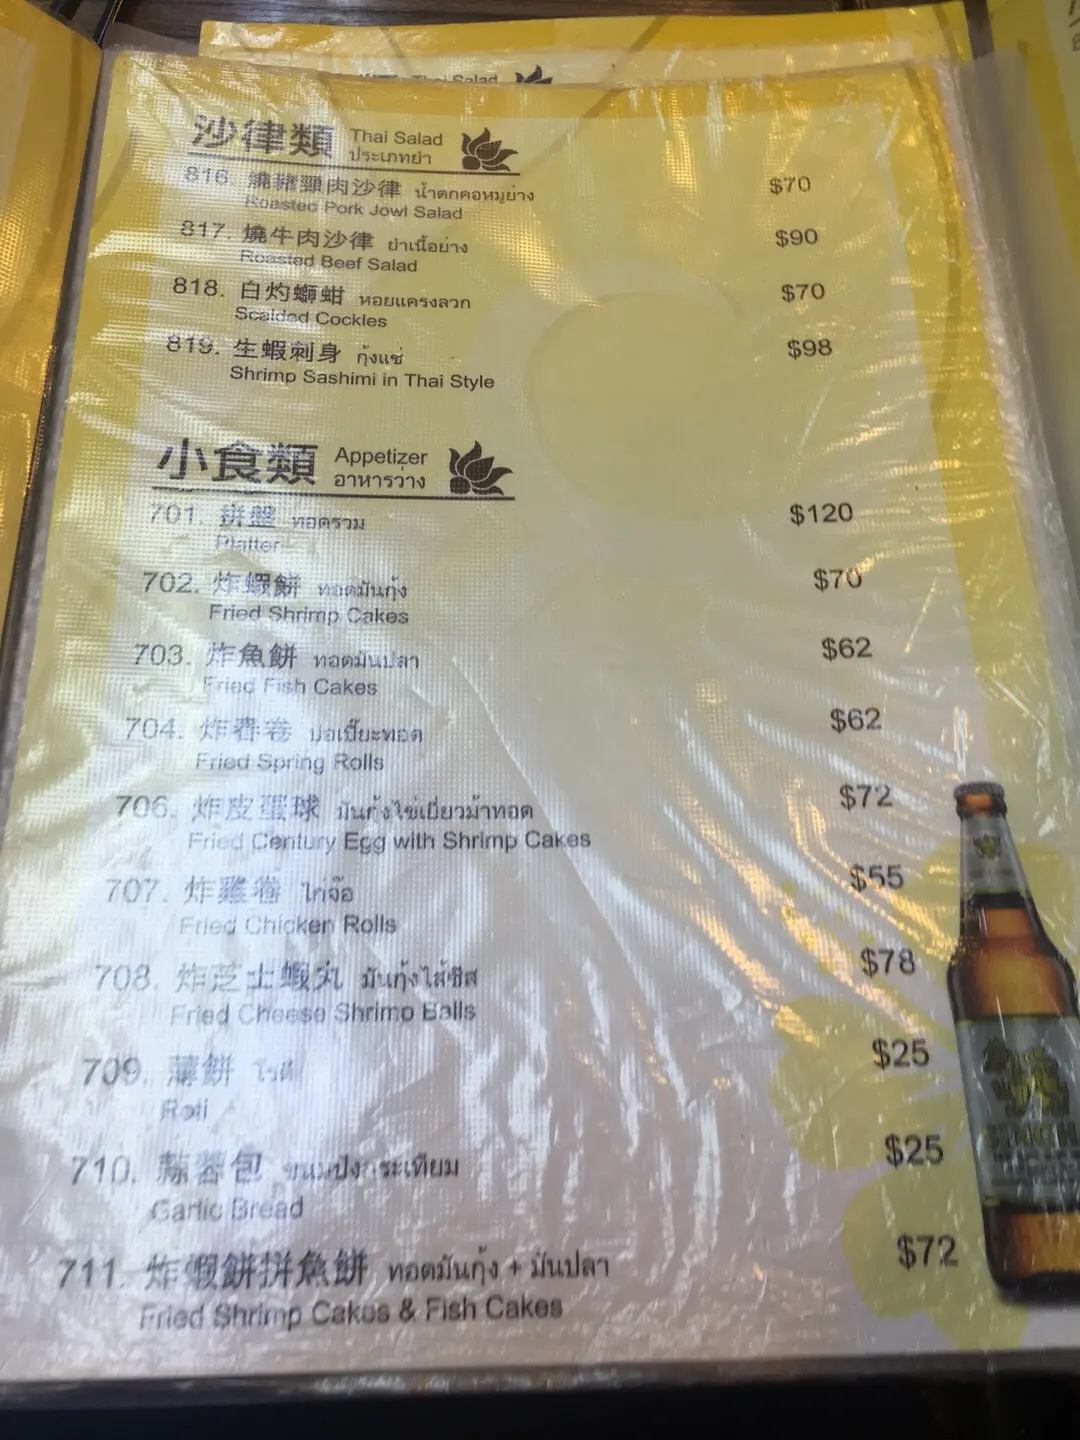 Thai Salad
沙律類 Thai Salad
ประเภทยำ
816. 燒豬頸肉沙律 น้ำตกคอหมูย่าง $70
Roasted Pork Jowl Salad
817. 燒牛肉沙律 ยำเนื้อย่าง $90
Roasted Beef Salad
818. 白灼螄蚶 หอยแครงลวก $70
Scalded Cockles
819. 生蝦刺身 กุ้งแช่ $98
Shrimp Sashimi in Thai Style
小食類 Appetizer
อาหารว่าง
701. 拼盤 ทอดรวม $120
Platter
702. 炸蝦餅 ทอดมันกุ้ง $70
Fried Shrimp Cakes
703. 炸魚餅 ทอดมันปลา $62
Fried Fish Cakes
704. 炸春卷 ปอเปี๊ยะทอด $62
Fried Spring Rolls
706. 炸皮蛋球 มันกุ้งไข่เยี่ยวม้าทอด $72
Fried Century Egg with Shrimp Cakes
707. 炸雞卷 ไก่จ๊อ $55
Fried Chicken Rolls
708. 炸芝士蝦丸 มันกุ้งไส้ชีส $78
Fried Cheese Shrimp Balls
709. 薄餅 โรตี $25
Roti
710. 蒜蓉包 ขนมปังกระเทียม $25
Garlic Bread
711. 炸蝦餅拼魚餅 ทอดมันกุ้ง + มันปลา $72
Fried Shrimp Cakes & Fish Cakes